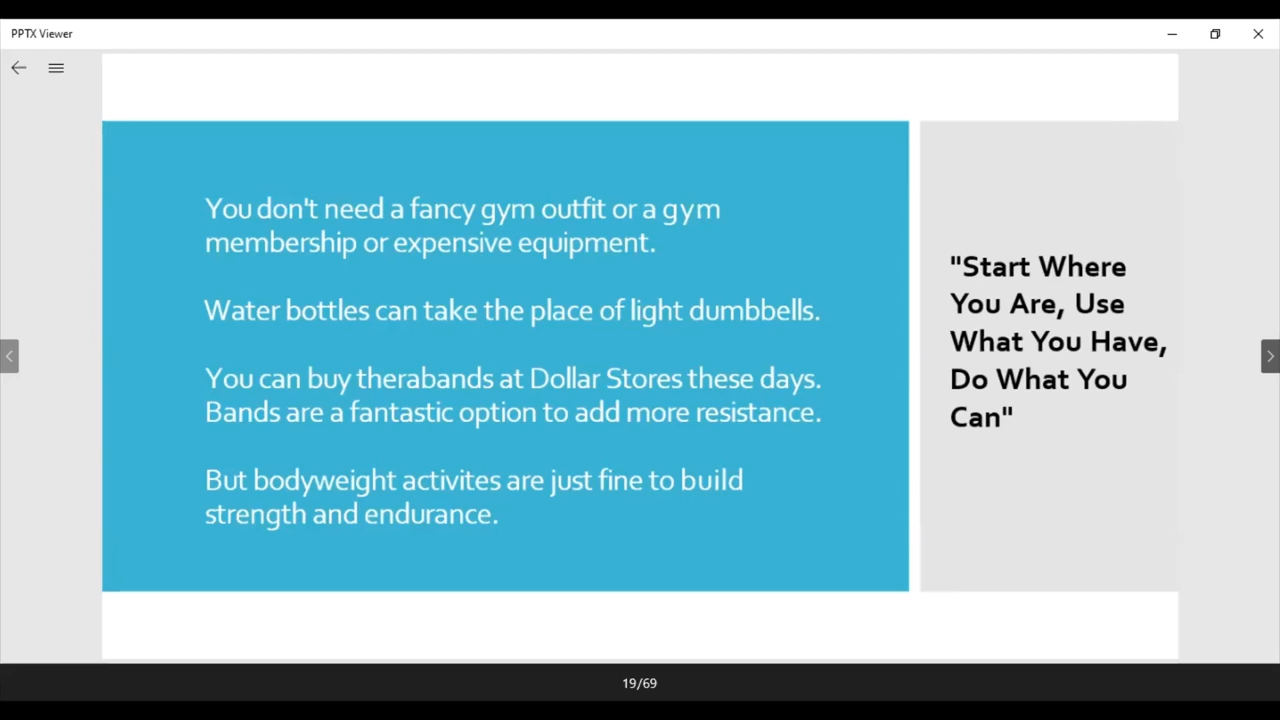 PPTX Viewer
You don't need a fancy gym outfit or a gym
membership or expensive equipment.
Water bottles can take the place of light dumbbells.
You can buy therabands at Dollar Stores these days.
Bands are a fantastic option to add more resistance.
But bodyweight activites are just fine to build
strength and endurance.
"Start Where
You Are, Use
What You Have,
Do What You
Can"
19/69